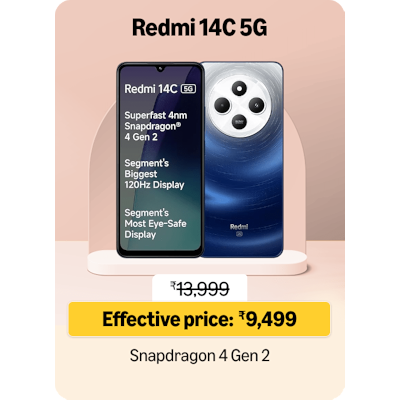 Redmi 14C 5G
Redmi 14C 5G
Superfast 4nm
Snapdragon®
4 Gen 2
Segment's
Biggest
120Hz Display
Segment's
Most Eye-Safe
Display
Redmi
5G
₹13,999
Effective price: ₹9,499
Snapdragon 4 Gen 2